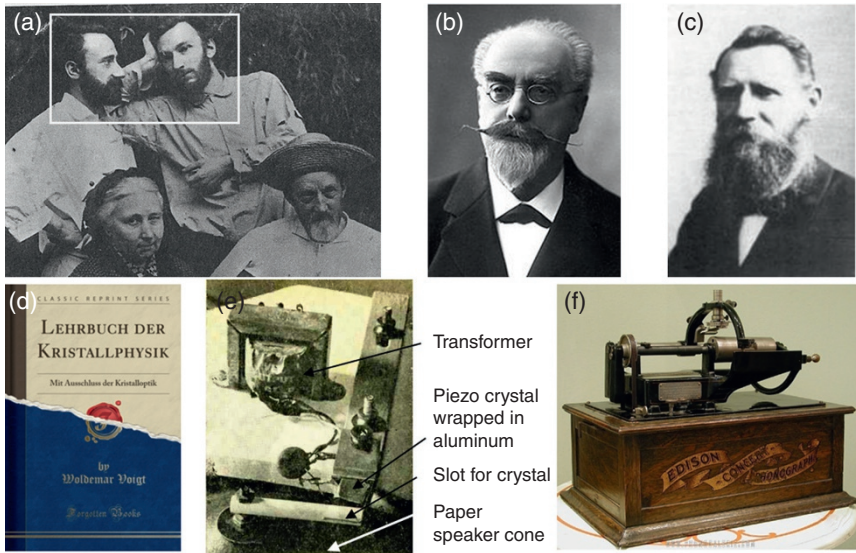 (a)
(b)
(c)
(d)
CLASSIC REPRINT SERIES
LEHRBUCH DER
KRISTALLPHYSIK
Mit Ausschluss der Kristalloptik
by
Woldemar Voigt
Forgotten Books
(e)
Transformer
Piezo crystal
wrapped in
aluminum
Slot for crystal
Paper
speaker cone
(f)
EDISON
CONCERT
PHONOGRAPH